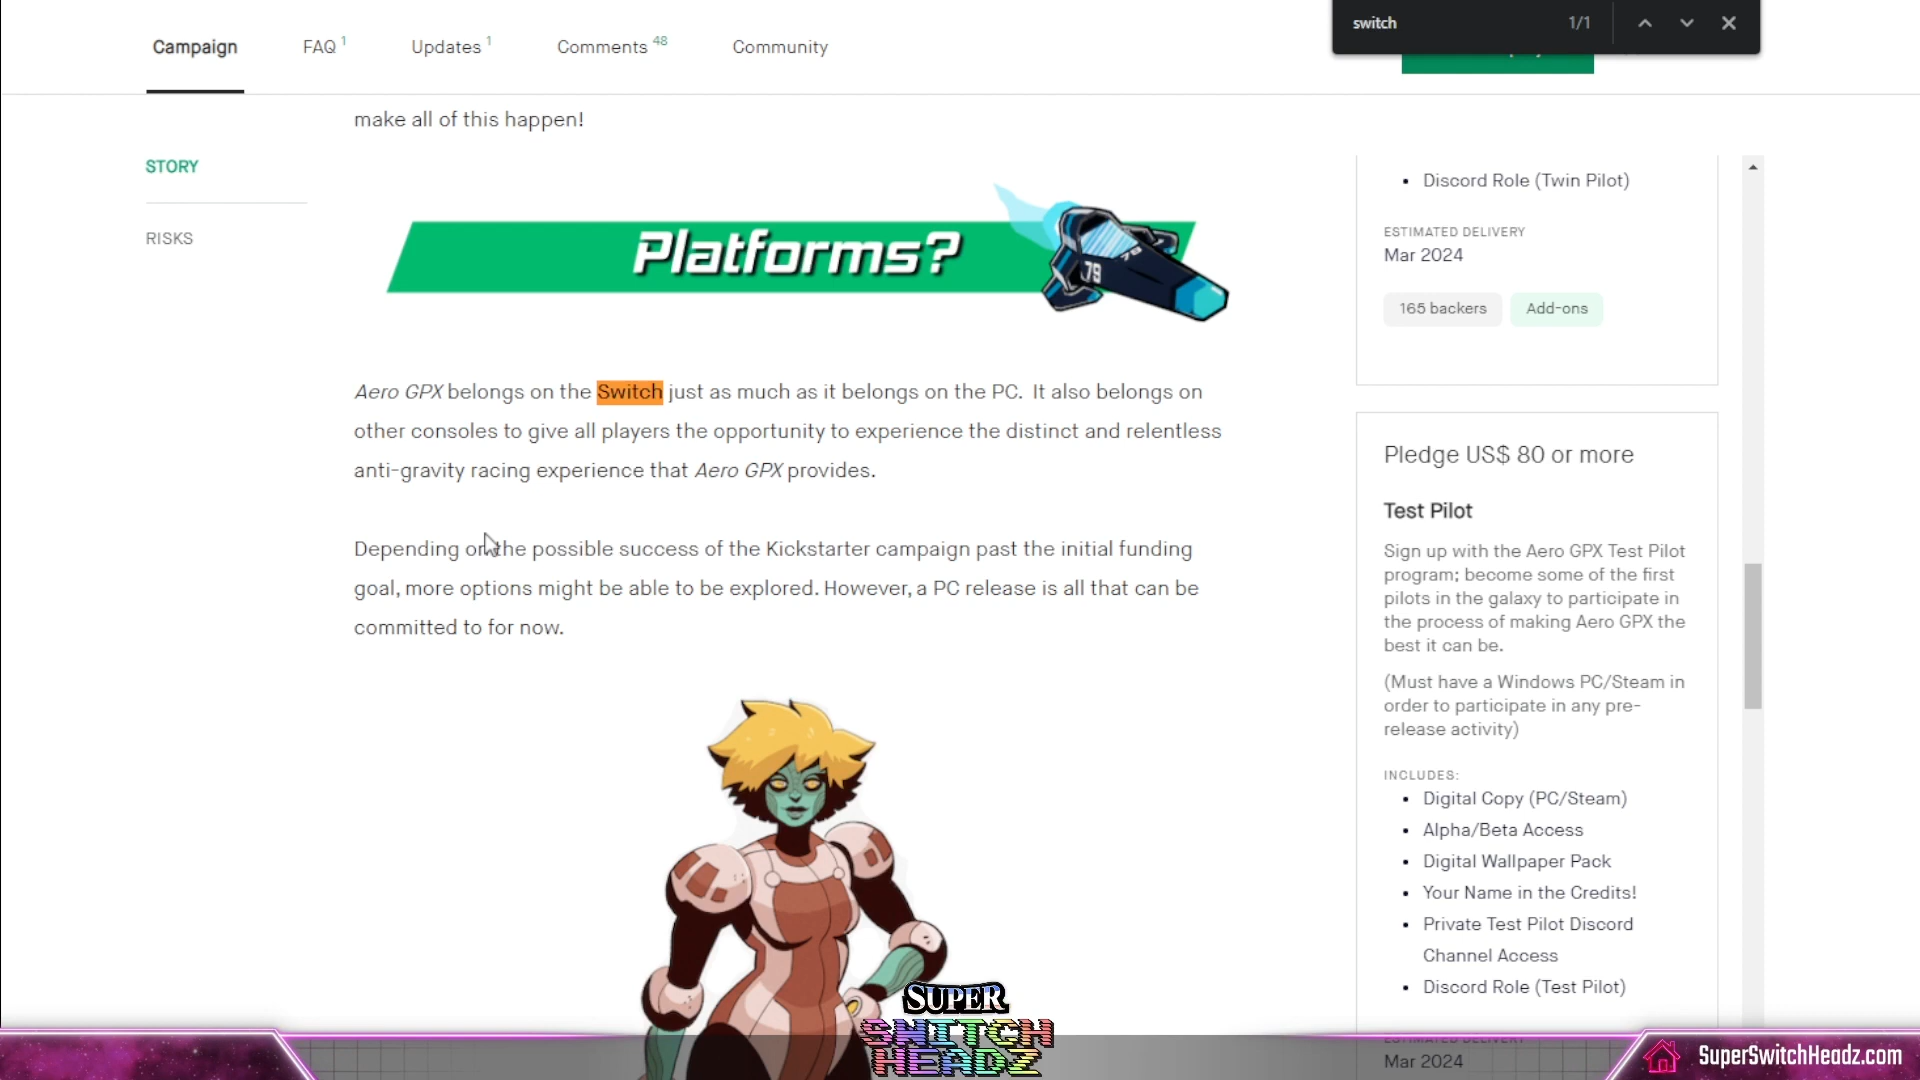 switch
1/1
Campaign
FAQ 1
Updates 1
Comments 48
Community
make all of this happen!
STORY
RISKS
Platforms?
79
Aero GPX belongs on the Switch just as much as it belongs on the PC. It also belongs on
other consoles to give all players the opportunity to experience the distinct and relentless
anti-gravity racing experience that Aero GPX provides.
Depending on the possible success of the Kickstarter campaign past the initial funding
goal, more options might be able to be explored. However, a PC release is all that can be
committed to for now.
• Discord Role (Twin Pilot)
ESTIMATED DELIVERY
Mar 2024
165 backers
Add-ons
Pledge US$ 80 or more
Test Pilot
Sign up with the Aero GPX Test Pilot
program; become some of the first
pilots in the galaxy to participate in
the process of making Aero GPX the
best it can be.
(Must have a Windows PC/Steam in
order to participate in any pre-
release activity)
INCLUDES:
• Digital Copy (PC/Steam)
• Alpha/Beta Access
• Digital Wallpaper Pack
• Your Name in the Credits!
• Private Test Pilot Discord
Channel Access
• Discord Role (Test Pilot)
ESTIMATED DELIVERY
Mar 2024
SUPER
SWITCH
HEADZ
SuperSwitchHeadz.com